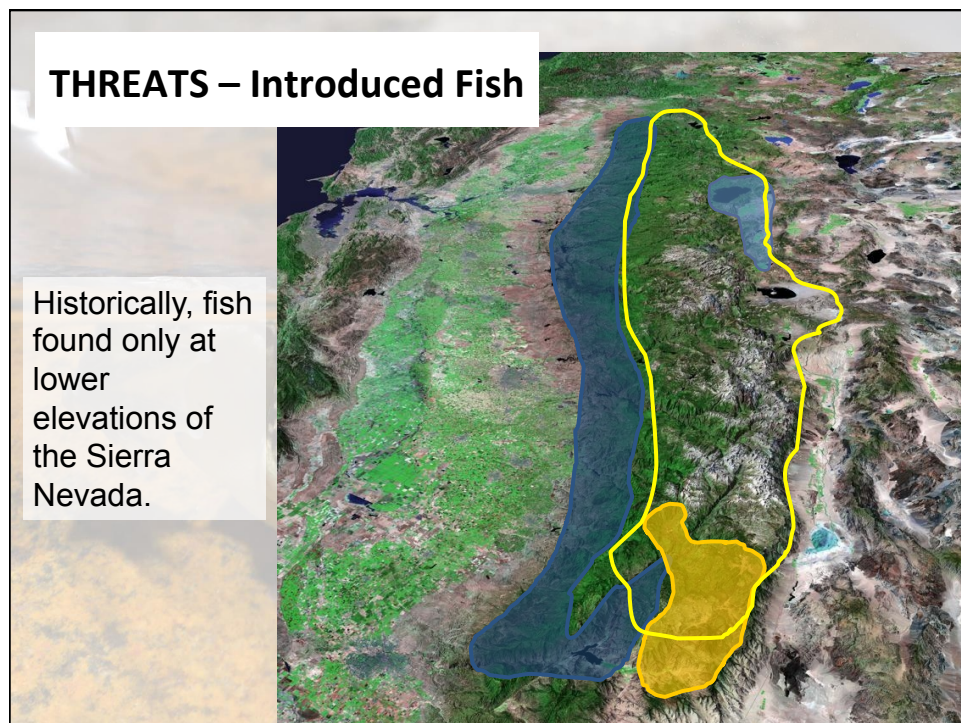 THREATS – Introduced Fish
Historically, fish
found only at
lower
elevations of
the Sierra
Nevada.